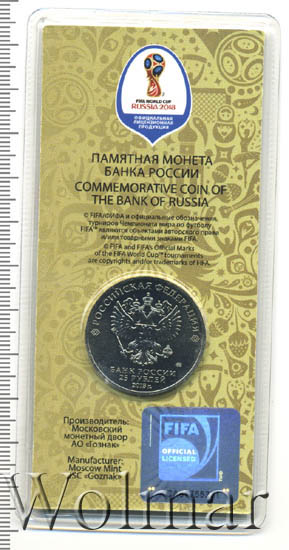 FIFA WORLD CUP
RUSSIA 2018
ОФИЦИАЛЬНАЯ
ЛИЦЕНЗИОННАЯ
ПРОДУКЦИЯ
ПАМЯТНАЯ МОНЕТА
БАНКА РОССИИ
COMMEMORATIVE COIN OF
THE BANK OF RUSSIA
© FIFA/ФИФА и официальные обозначения
турниров Чемпионата мира по футболу
FIFA™ являются объектами авторского права
и/или товарными знаками FIFA.
© FIFA and FIFA's Official Marks
of the FIFA World Cup™ tournaments
are copyrights and/or trademarks of FIFA.
РОССИЙСКАЯ ФЕДЕРАЦИЯ
БАНК РОССИИ
25 РУБЛЕЙ
2018 г.
Производитель:
Московский
монетный двор
АО «Гознак»
Manufacturer:
Moscow Mint
JSC «Goznak»
FIFA
OFFICIAL
LICENSED
Wolmar